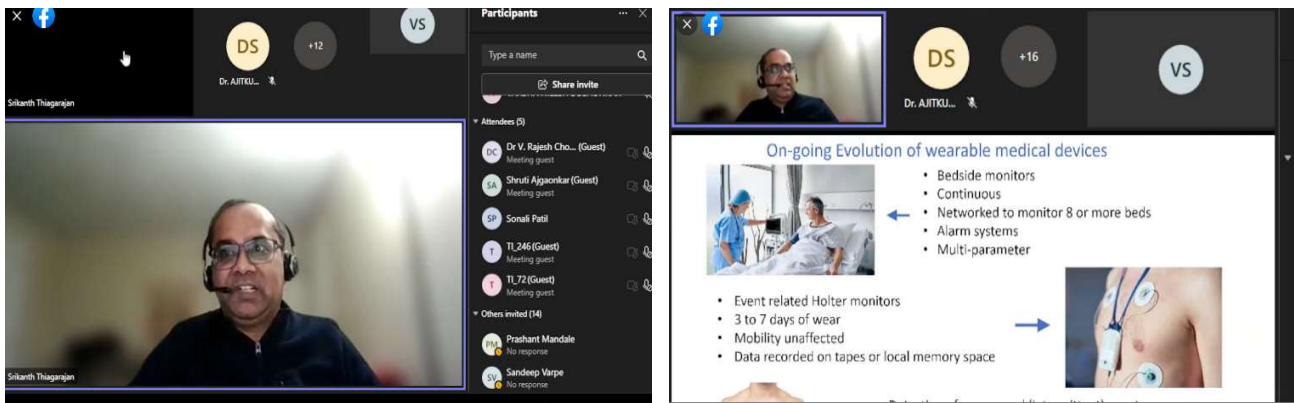 Participants
VS
DS
+12
Type a name
Dr. AJITKU...
Share invite
Srikanth Thiagarajan
Attendees (5)
DC
Dr V. Rajesh Cho... (Guest)
Meeting guest
SA
Shruti Ajgaonkar (Guest)
Meeting guest
SP
Sonali Patil
T
TI_246 (Guest)
Meeting guest
T
TI_72 (Guest)
Meeting guest
Others invited (14)
PM
Prashant Mandale
No response
SV
Sandeep Varpe
No response
Srikanth Thiagarajan
DS
+16
VS
Dr. AJITKU...
On-going Evolution of wearable medical devices
• Bedside monitors
• Continuous
• Networked to monitor 8 or more beds
• Alarm systems
• Multi-parameter
• Event related Holter monitors
• 3 to 7 days of wear
• Mobility unaffected
• Data recorded on tapes or local memory space